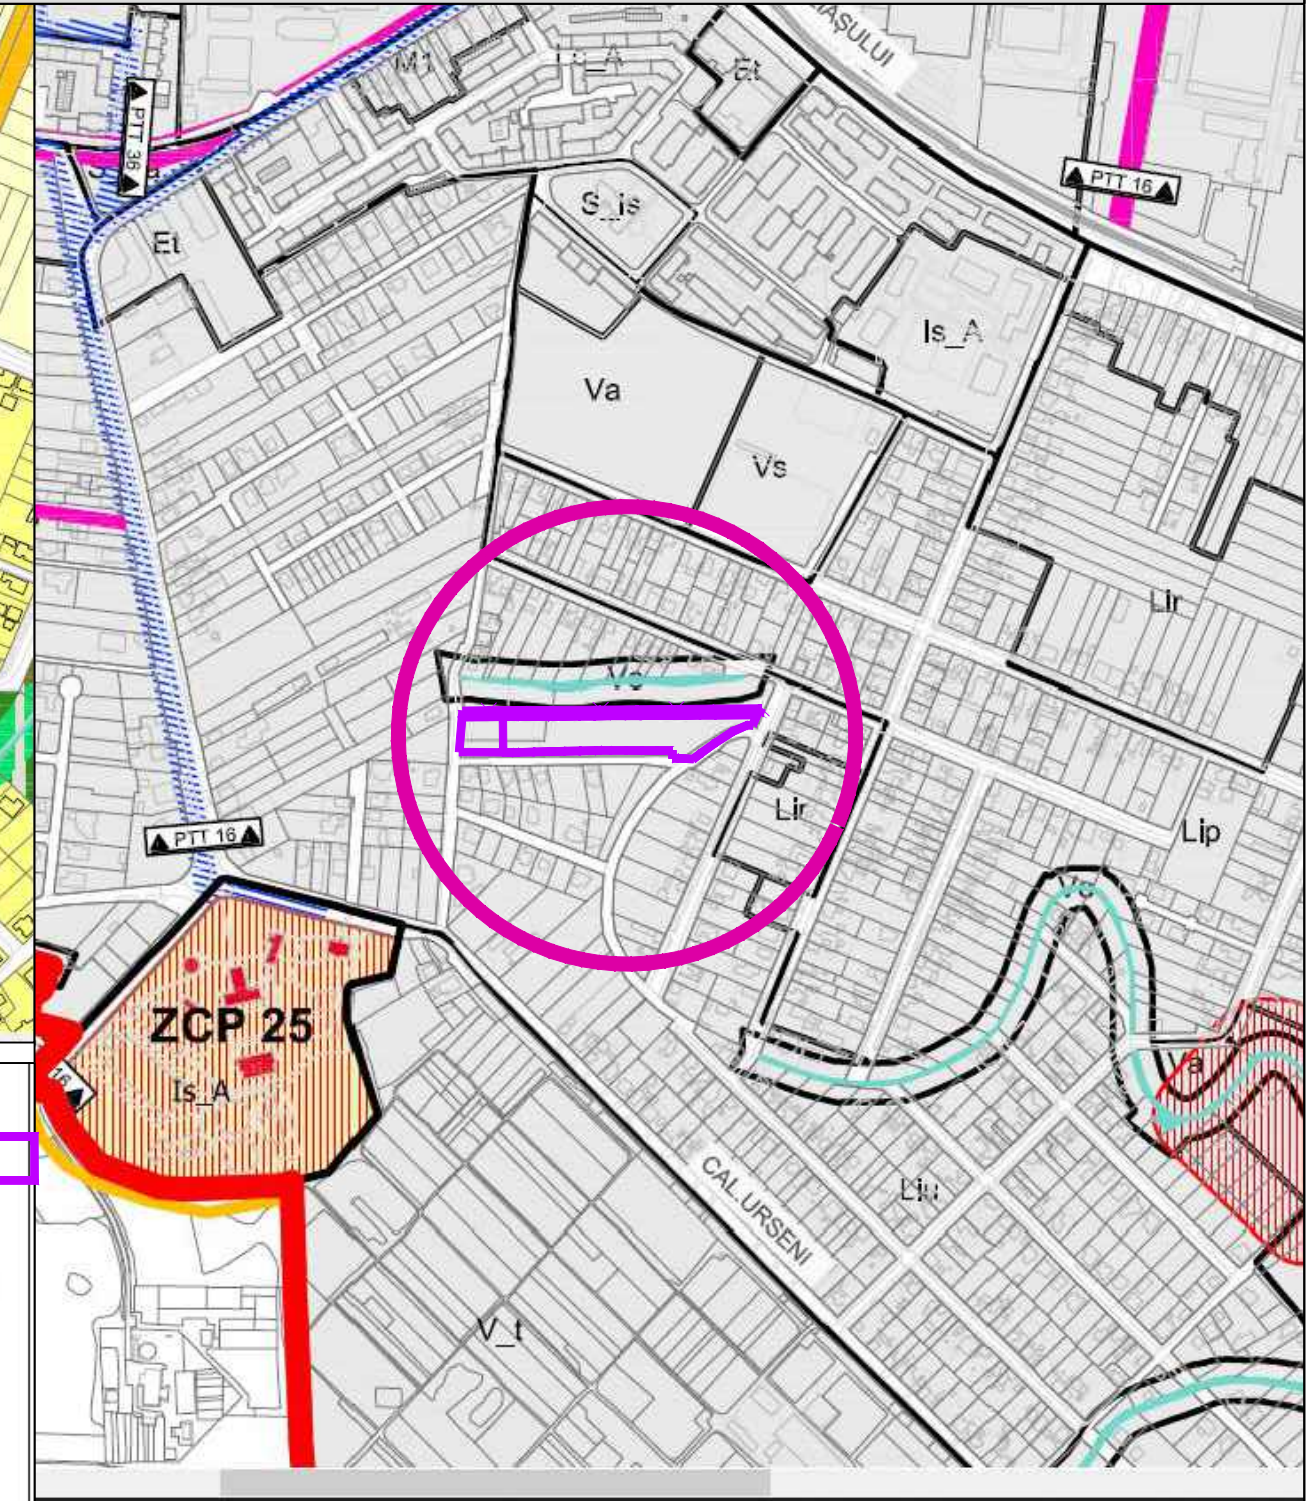 M1
Et
PTT 36
PTT 16
S_is
Et
Is_A
Va
Vs
Lir
Lir
Lip
PTT 16
ZCP 25
Is_A
16
a
CAL.URSENI
Liu
V_t